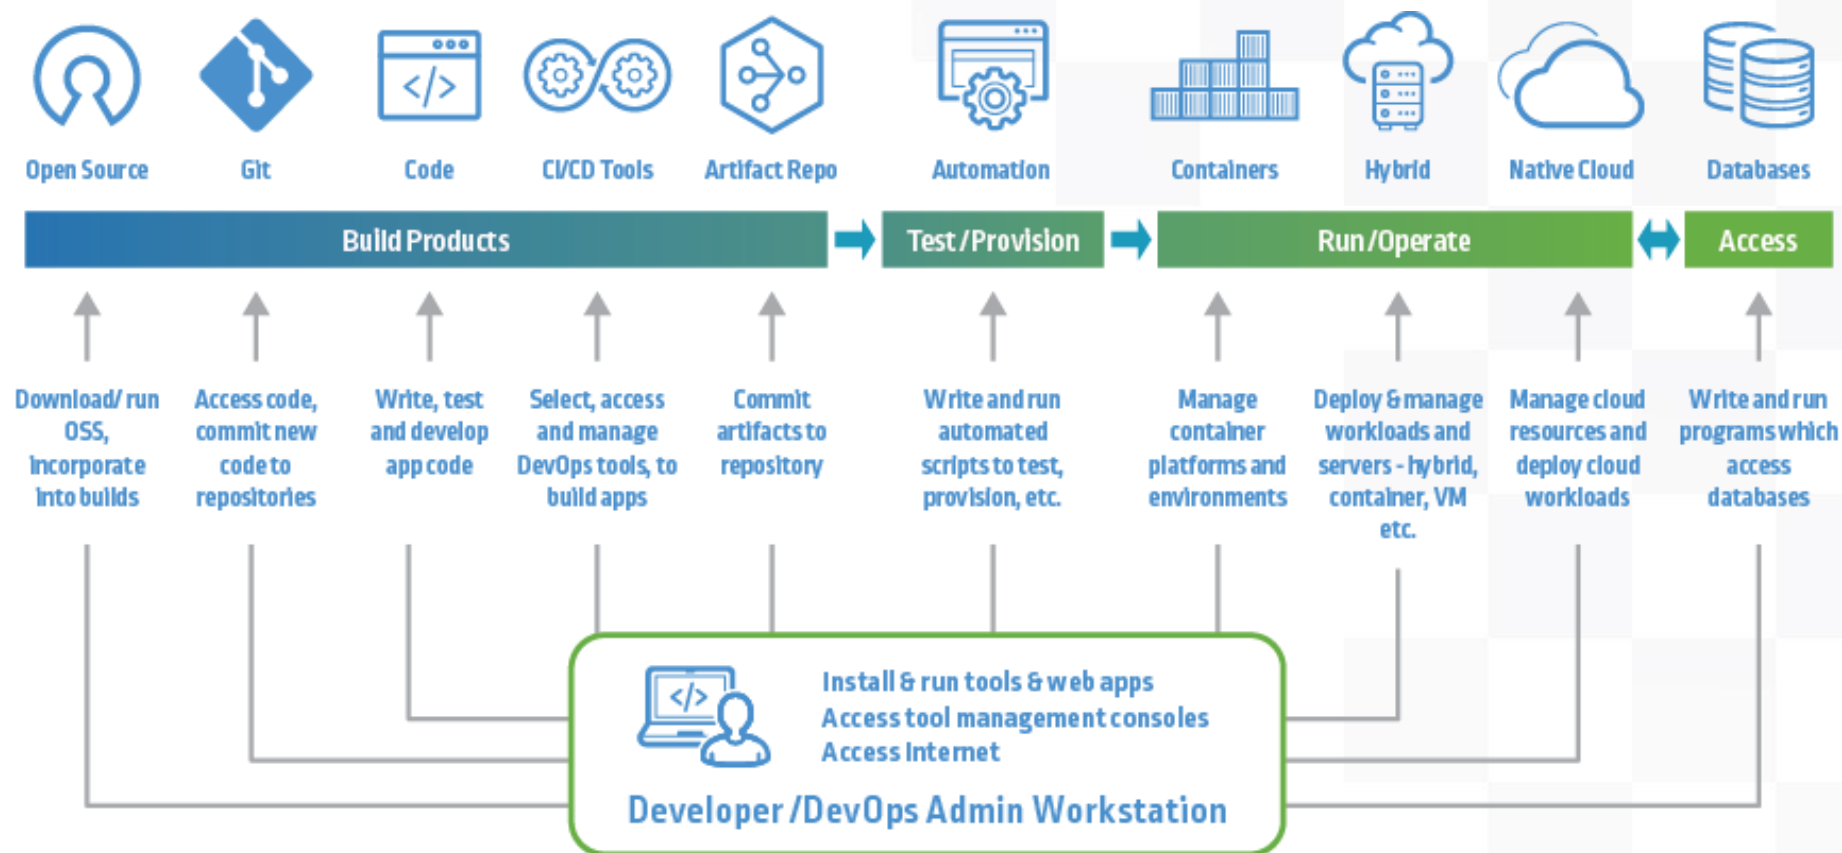 Open Source
Git
Code
CI/CD Tools
Artifact Repo
Automation
Containers
Hybrid
Native Cloud
Databases
Build Products
Test/Provision
Run/Operate
Access
Download/ run
OSS,
incorporate
into builds
Access code,
commit new
code to
repositories
Write, test
and develop
app code
Select, access
and manage
DevOps tools, to
build apps
Commit
artifacts to
repository
Write and run
automated
scripts to test,
provision, etc.
Manage
container
platforms and
environments
Deploy & manage
workloads and
servers - hybrid,
container, VM
etc.
Manage cloud
resources and
deploy cloud
workloads
Write and run
programs which
access
databases
</>
</>
Install & run tools & web apps
Access tool management consoles
Access Internet
Developer/DevOps Admin Workstation